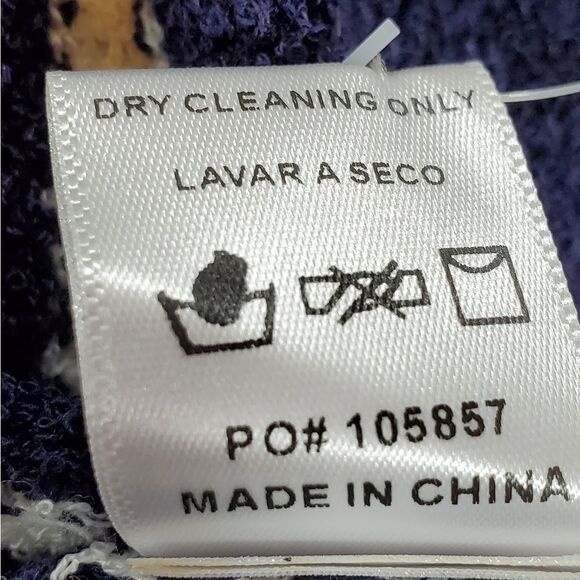 DRY CLEANING ONLY
LAVAR A SECO
PO# 105857
MADE IN CHINA